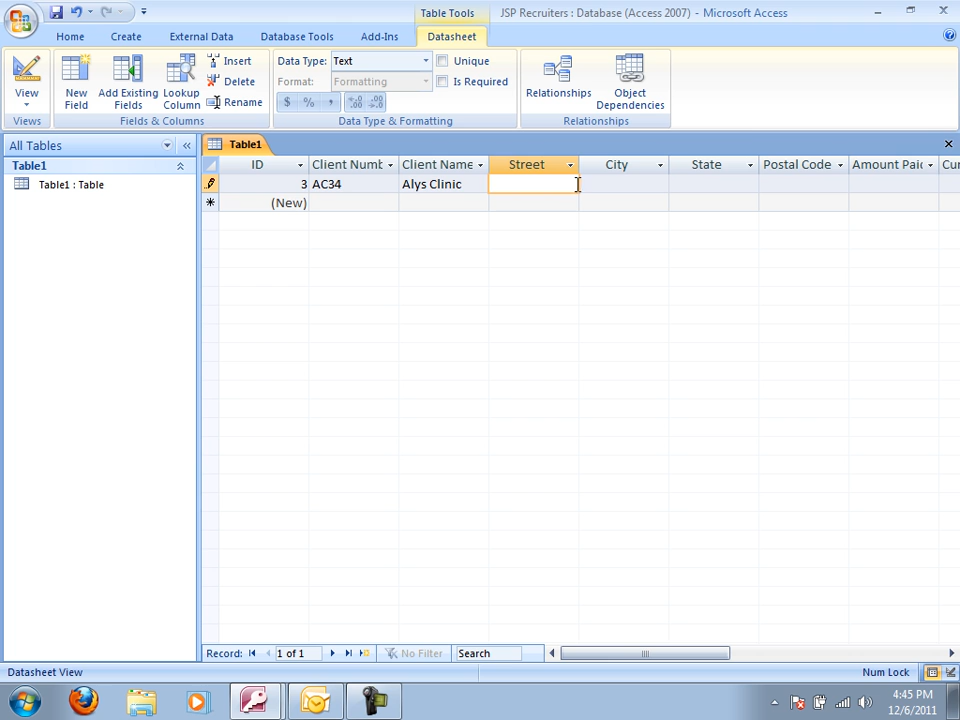 Table Tools
JSP Recruiters : Database (Access 2007) - Microsoft Access
Home Create External Data Database Tools Add-Ins Datasheet
View
Views
New Field
Add Existing Fields
Lookup Column
Insert
Delete
Rename
Fields & Columns
Data Type: Text
Format: Formatting
$ % ,
Unique
Is Required
Data Type & Formatting
Relationships
Object Dependencies
Relationships
All Tables
Table1
Table1 : Table
Table1
ID Client Numb Client Name Street City State Postal Code Amount Paid Cur
3 AC34 Alys Clinic
(New)
Record: 1 of 1 No Filter Search
Datasheet View
Num Lock
4:45 PM
12/6/2011